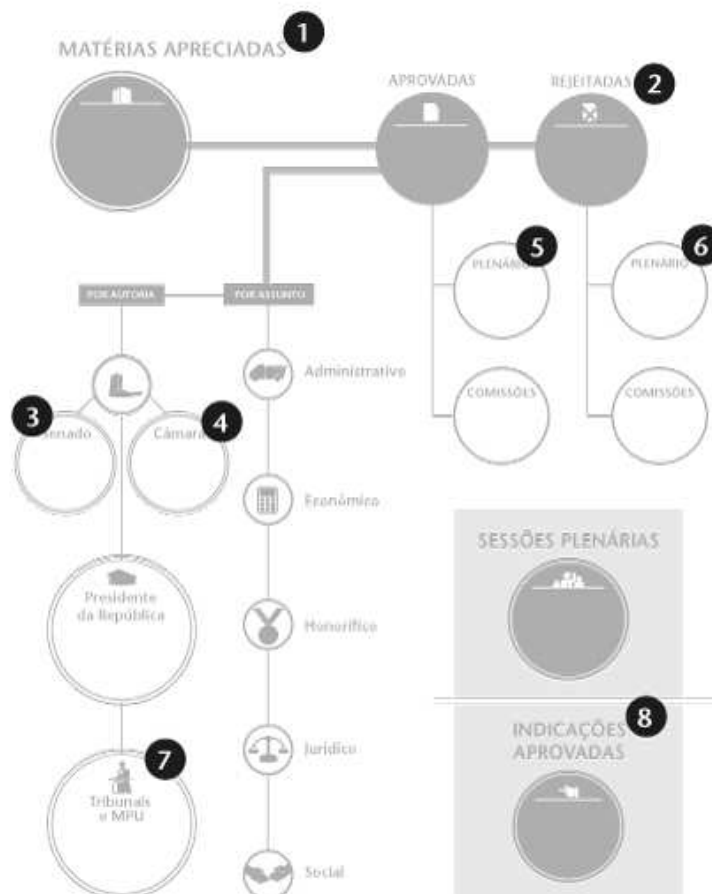 MATÉRIAS APRECIADAS 1
APROVADAS
REJEITADAS 2
5
PLENÁRIO
6
PLENÁRIO
POR AUTORIA
POR ASSUNTO
Administrativo
COMISSÕES
COMISSÕES
3
Senado
4
Câmara
Econômico
SESSÕES PLENÁRIAS
Presidente
da República
Honorífico
INDICAÇÕES 8
APROVADAS
7
Tribunais
e MPU
Jurídico
Social